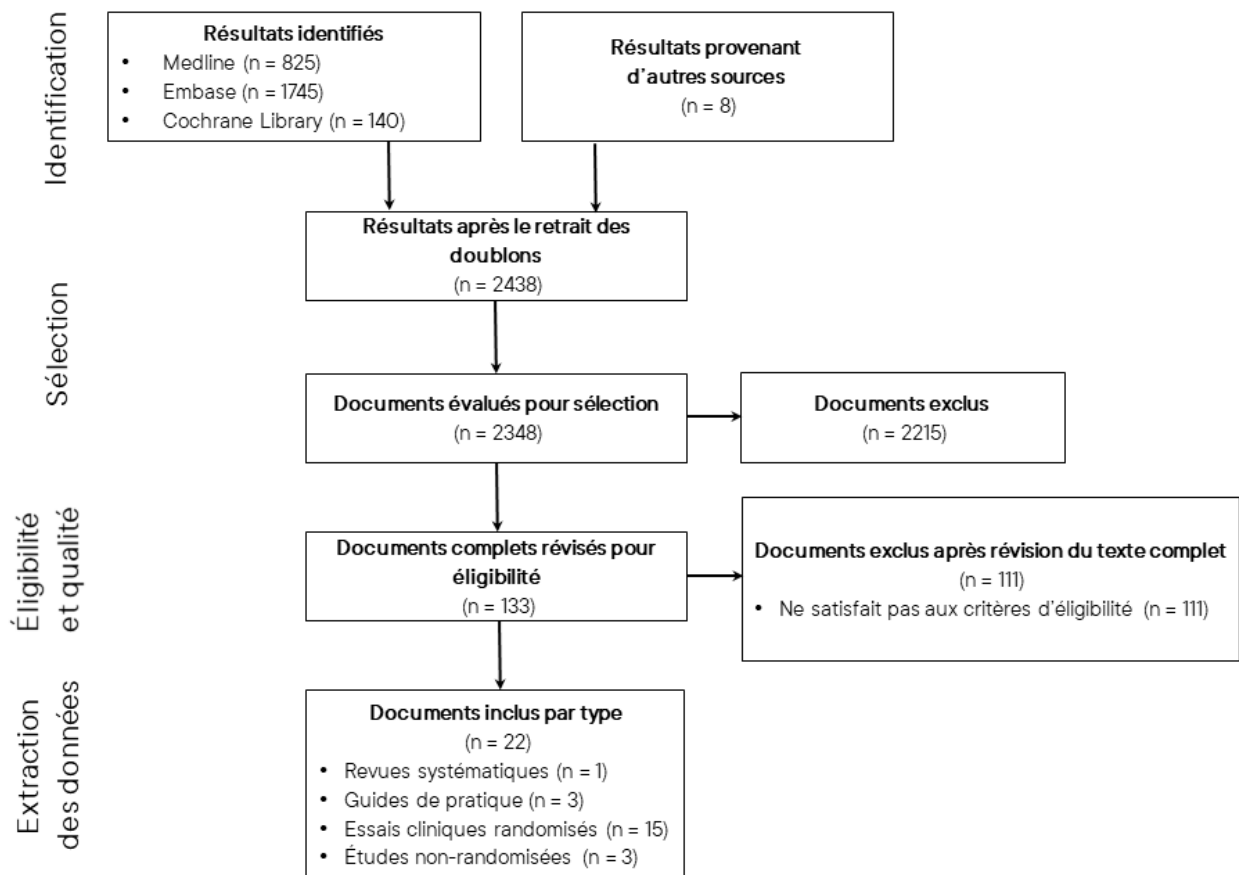 Identification
Résultats identifiés
• Medline (n = 825)
• Embase (n = 1745)
• Cochrane Library (n = 140)
Résultats provenant
d'autres sources
(n = 8)
Sélection
Résultats après le retrait des
doublons
(n = 2438)
Documents évalués pour sélection
(n = 2348)
Documents exclus
(n = 2215)
Éligibilité
et qualité
Documents complets révisés pour
éligibilité
(n = 133)
Documents exclus après révision du texte complet
(n = 111)
• Ne satisfait pas aux critères d'éligibilité (n = 111)
Extraction
des données
Documents inclus par type
(n = 22)
• Revues systématiques (n = 1)
• Guides de pratique (n = 3)
• Essais cliniques randomisés (n = 15)
• Études non-randomisées (n = 3)